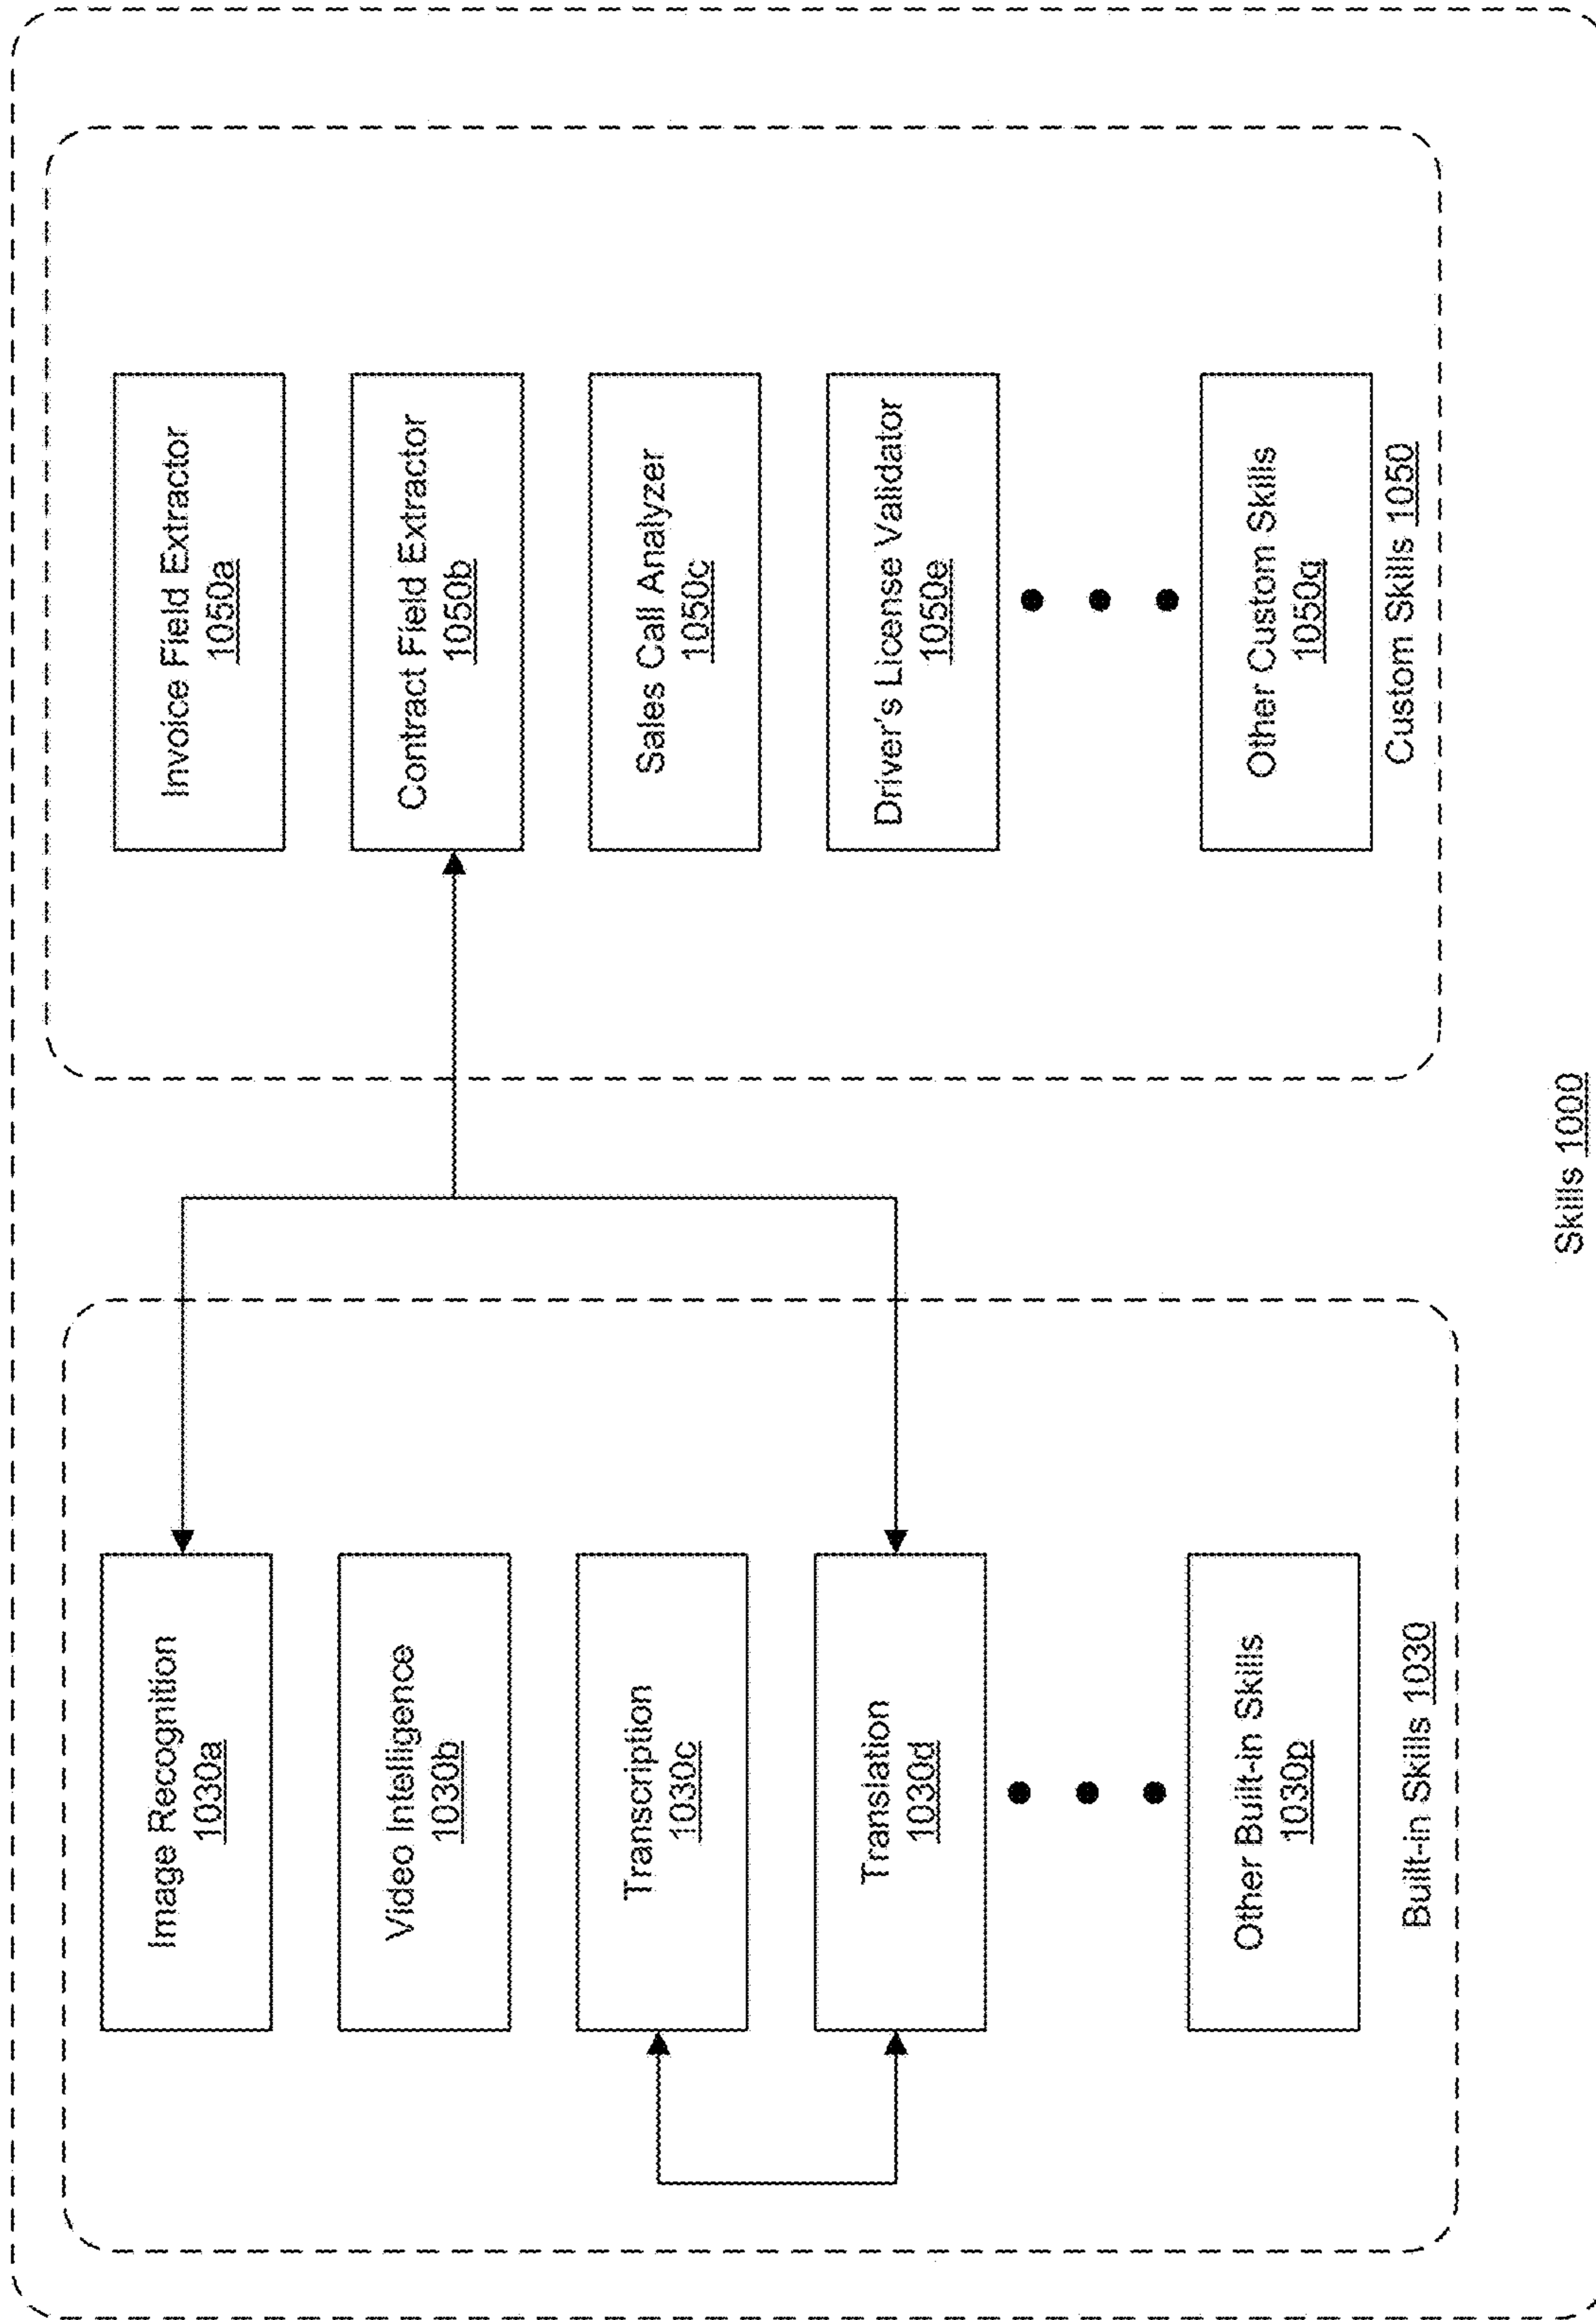 Image Recognition
1030a
Video Intelligence
1030b
Transcription
1030c
Translation
1030d
Other Built-in Skills
1030p
Built-in Skills 1030
Invoice Field Extractor
1050a
Contract Field Extractor
1050b
Sales Call Analyzer
1050c
Driver's License Validator
1050e
Other Custom Skills
1050q
Custom Skills 1050
Skills 1000